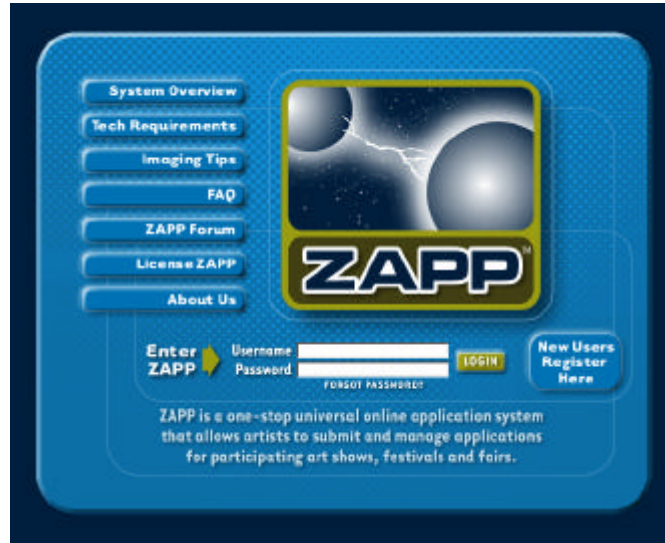 System Overview
Tech Requirements
Imaging Tips
FAQ
ZAPP Forum
License ZAPP
About Us
ZAPP™
Enter
ZAPP
Username
Password
LOGIN
FORGOT PASSWORD?
New Users
Register
Here
ZAPP is a one-stop universal online application system
that allows artists to submit and manage applications
for participating art shows, festivals and fairs.